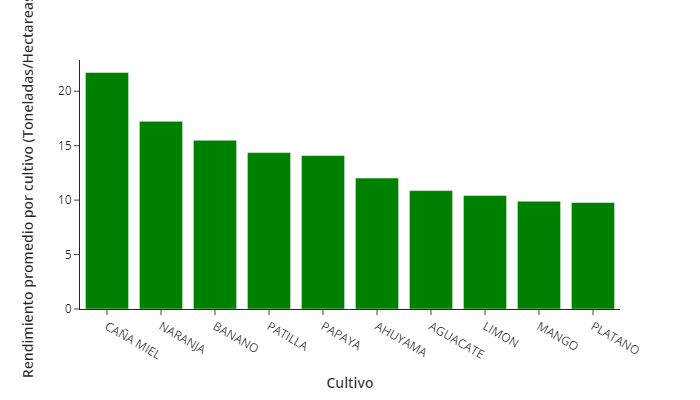 Rendimiento promedio por cultivo (Toneladas/Hectareas
20
15
10
5
0
CAÑA MIEL
NARANJA
BANANO
PATILLA
PAPAYA
AHUYAMA
AGUACATE
LIMON
MANGO
PLATANO
Cultivo